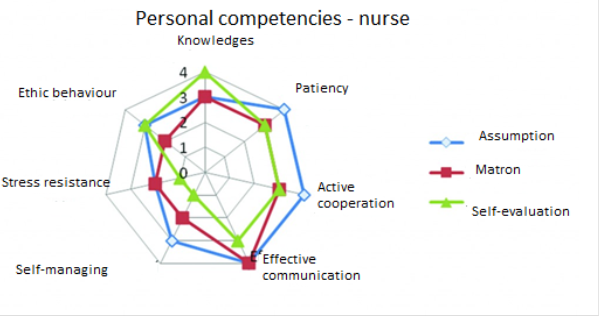 Personal competencies - nurse
Knowledges
4
Patiency
3
Ethic behaviour
2
1
0
Assumption
Matron
Self-evaluation
Stress resistance
Active
cooperation
Effective
communication
Self-managing